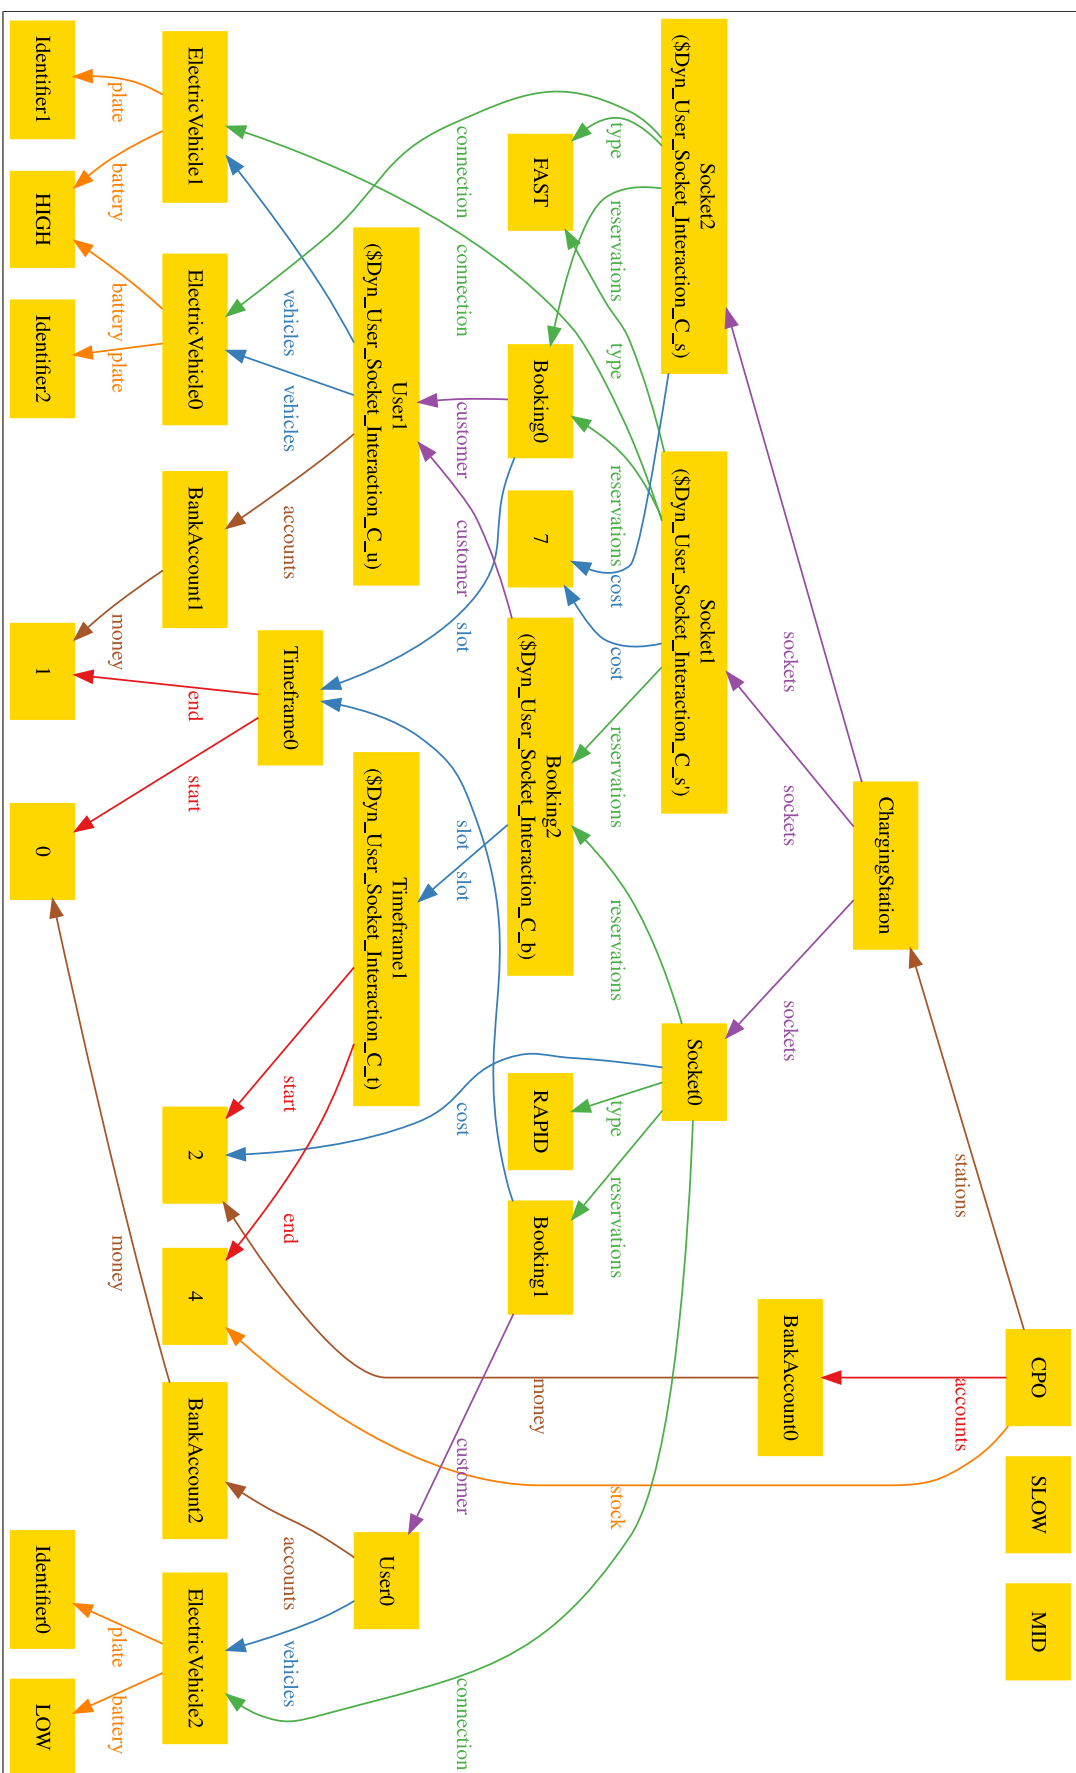 CPO
SLOW
MID
stations
accounts
ChargingStation
sockets
sockets
sockets
BankAccount0
Socket2
($Dyn_User_Socket_Interaction_C_s)
Socket1
($Dyn_User_Socket_Interaction_C_s')
Socket0
type
reservations
type
reservations
cost
cost
reservations
reservations
type
reservations
stock
FAST
Booking0
7
Booking2
($Dyn_User_Socket_Interaction_C_b)
RAPID
Booking1
money
connection
connection
customer
customer
slot
slot
slot
cost
customer
connection
User1
($Dyn_User_Socket_Interaction_C_u)
Timeframe1
($Dyn_User_Socket_Interaction_C_t)
User0
vehicles
vehicles
accounts
Timeframe0
start
end
accounts
vehicles
ElectricVehicle1
ElectricVehicle0
BankAccount1
end
start
2
4
BankAccount2
ElectricVehicle2
plate
battery
battery
plate
money
money
plate
battery
Identifier1
HIGH
Identifier2
1
0
Identifier0
LOW